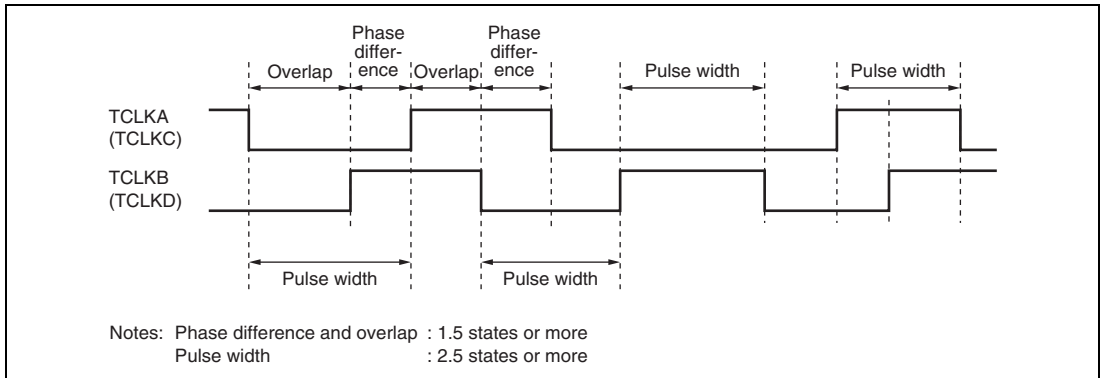 Phase
differ-
ence
Phase
differ-
ence
Overlap
Overlap
Pulse width
Pulse width
TCLKA
(TCLKC)
TCLKB
(TCLKD)
Pulse width
Pulse width
Notes: Phase difference and overlap : 1.5 states or more
Pulse width : 2.5 states or more